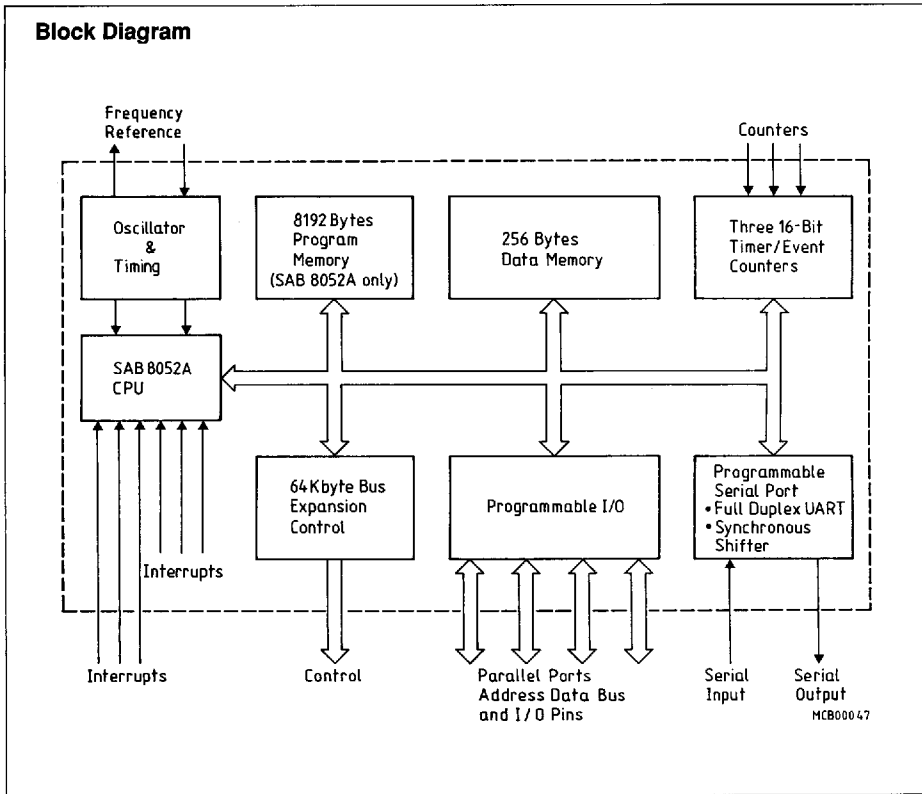 Block Diagram
Frequency
Reference
Counters
Oscillator
&
Timing
8192 Bytes
Program
Memory
(SAB 8052A only)
256 Bytes
Data Memory
Three 16-Bit
Timer/Event
Counters
SAB 8052A
CPU
64 Kbyte Bus
Expansion
Control
Programmable I/O
Programmable
Serial Port
• Full Duplex UART
• Synchronous
Shifter
Interrupts
Interrupts
Control
Parallel Ports
Address Data Bus
and I/O Pins
Serial
Input
Serial
Output
MCB00047